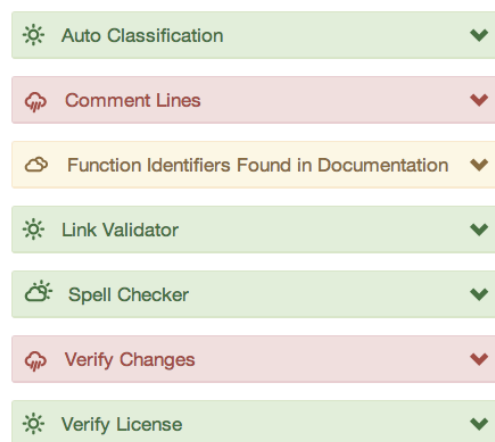 Auto Classification
Comment Lines
Function Identifiers Found in Documentation
Link Validator
Spell Checker
Verify Changes
Verify License